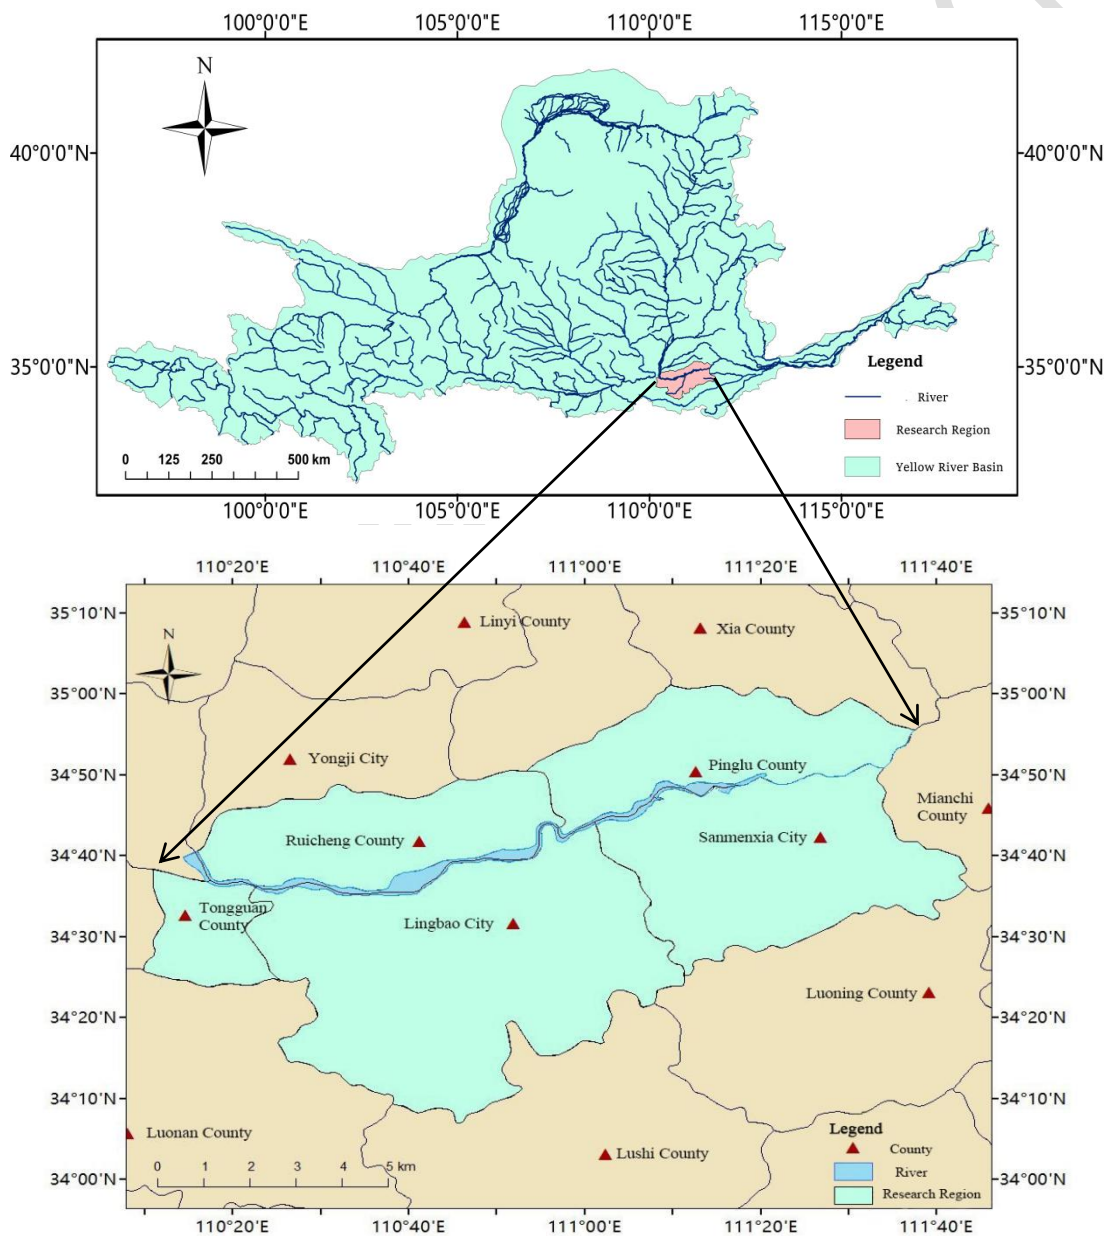 100°0'0"E 105°0'0"E 110°0'0"E 115°0'0"E
N
40°0'0"N 40°0'0"N
35°0'0"N 35°0'0"N
Legend
River
Research Region
Yellow River Basin
0 125 250 500 km
100°0'0"E 105°0'0"E 110°0'0"E 115°0'0"E
110°20'E 110°40'E 111°00'E 111°20'E 111°40'E
35°10'N 35°10'N
N
Linyi County
Xia County
35°00'N 35°00'N
Yongji City
Pinglu County
34°50'N 34°50'N
Mianchi
County
Ruicheng County
Sanmenxia City
34°40'N 34°40'N
Tongguan
County
Lingbao City
34°30'N 34°30'N
Luoning County
34°20'N 34°20'N
34°10'N 34°10'N
Luonan County
Lushi County
Legend
County
River
Research Region
0 1 2 3 4 5 km
34°00'N 34°00'N
110°20'E 110°40'E 111°00'E 111°20'E 111°40'E